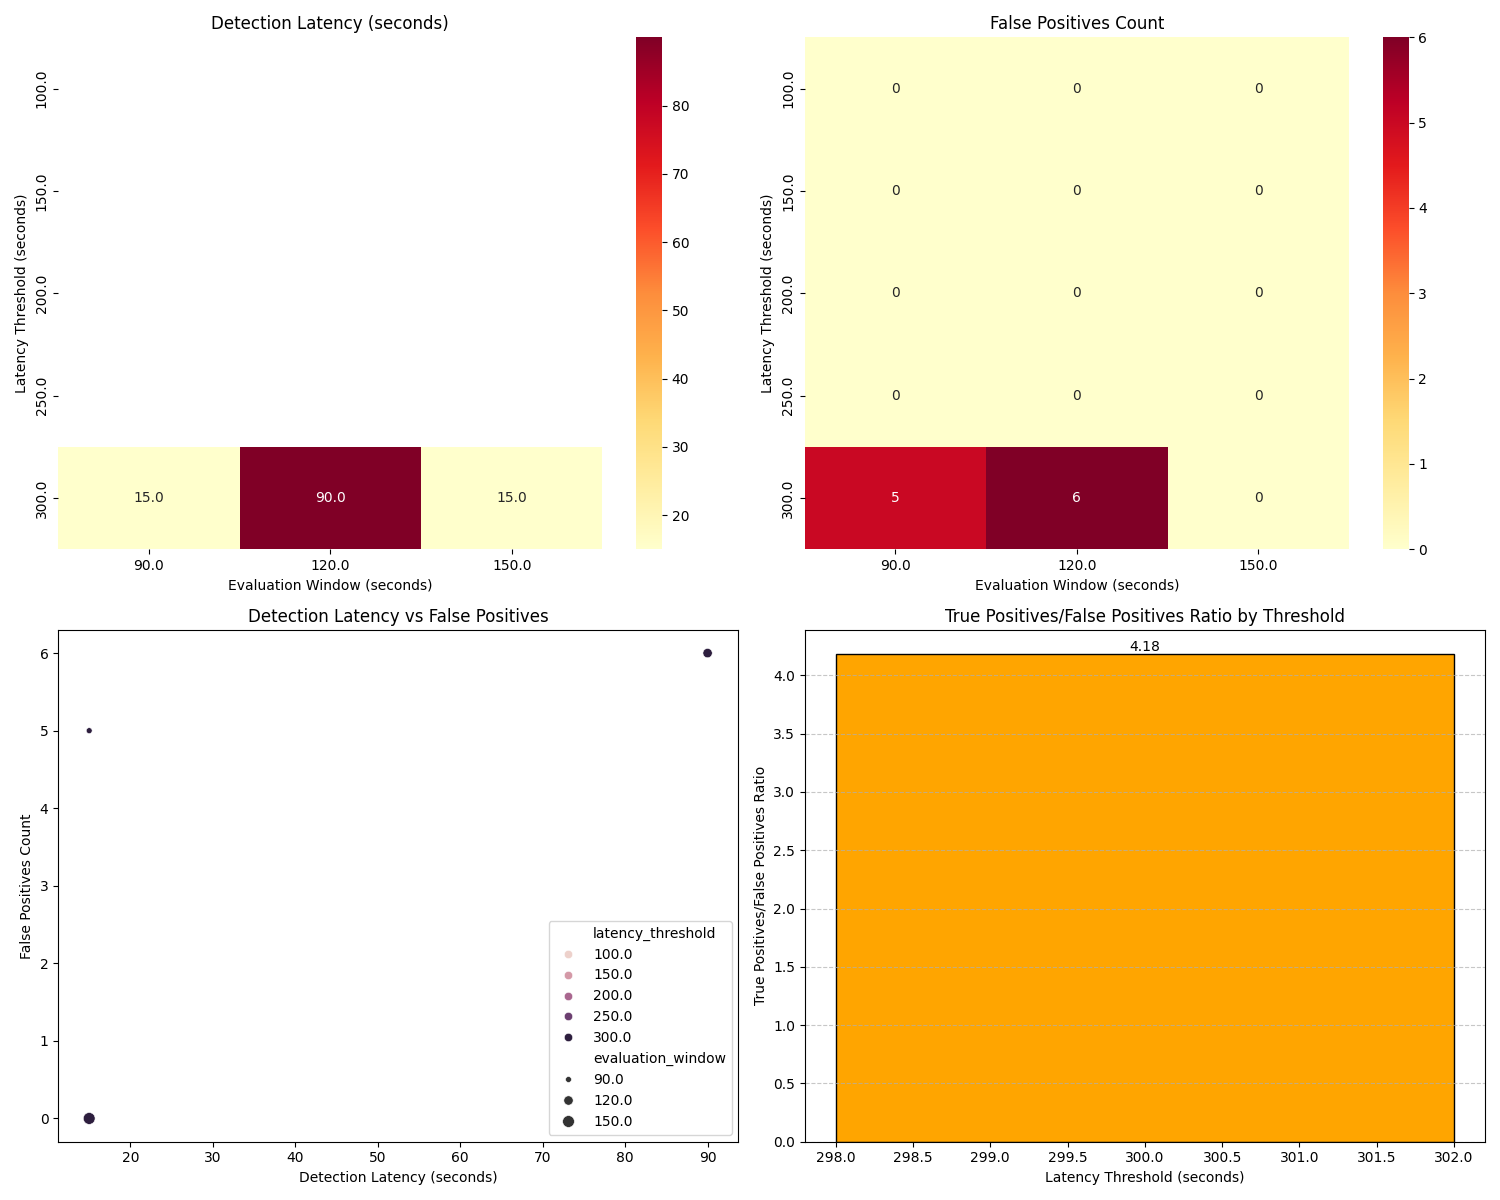 Detection Latency (seconds)
Latency Threshold (seconds)
100.0
150.0
200.0
250.0
300.0
15.0 90.0 15.0
90.0 120.0 150.0
Evaluation Window (seconds)
80
70
60
50
40
30
20
False Positives Count
Latency Threshold (seconds)
100.0
150.0
200.0
250.0
300.0
0 0 0
0 0 0
0 0 0
0 0 0
5 6 0
90.0 120.0 150.0
Evaluation Window (seconds)
6
5
4
3
2
1
0
Detection Latency vs False Positives
False Positives Count
6
5
4
3
2
1
0
20 30 40 50 60 70 80 90
Detection Latency (seconds)
latency_threshold
100.0
150.0
200.0
250.0
300.0
evaluation_window
90.0
120.0
150.0
True Positives/False Positives Ratio by Threshold
True Positives/False Positives Ratio
4.18
4.0
3.5
3.0
2.5
2.0
1.5
1.0
0.5
0.0
298.0 298.5 299.0 299.5 300.0 300.5 301.0 301.5 302.0
Latency Threshold (seconds)